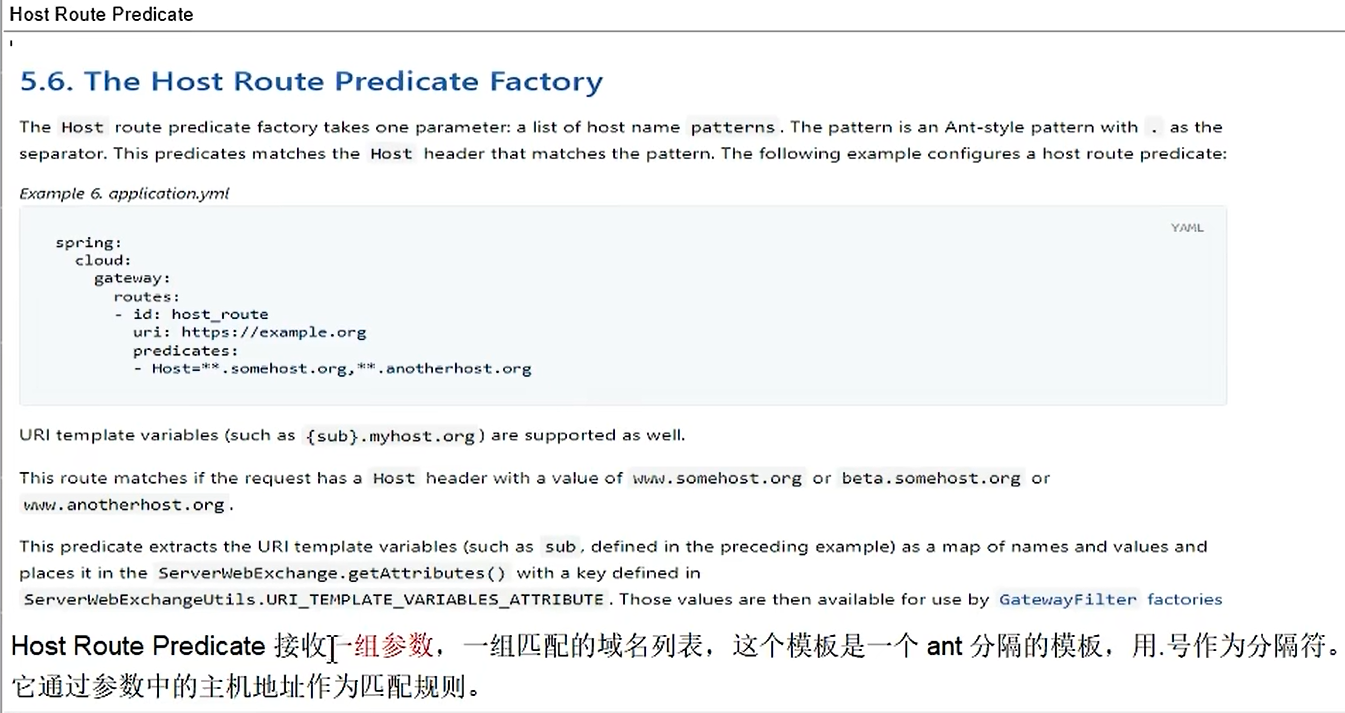 Host Route Predicate
5.6. The Host Route Predicate Factory
The Host route predicate factory takes one parameter: a list of host name patterns. The pattern is an Ant-style pattern with . as the
separator. This predicates matches the Host header that matches the pattern. The following example configures a host route predicate:
Example 6. application.yml
YAML
spring:
  cloud:
    gateway:
      routes:
      - id: host_route
        uri: https://example.org
        predicates:
        - Host=**.somehost.org,**.anotherhost.org
URI template variables (such as {sub}.myhost.org) are supported as well.
This route matches if the request has a Host header with a value of www.somehost.org or beta.somehost.org or
www.anotherhost.org.
This predicate extracts the URI template variables (such as sub, defined in the preceding example) as a map of names and values and
places it in the ServerWebExchange.getAttributes() with a key defined in
ServerWebExchangeUtils.URI_TEMPLATE_VARIABLES_ATTRIBUTE. Those values are then available for use by GatewayFilter factories
Host Route Predicate 接收一组参数，一组匹配的域名列表，这个模板是一个 ant 分隔的模板，用.号作为分隔符。
它通过参数中的主机地址作为匹配规则。